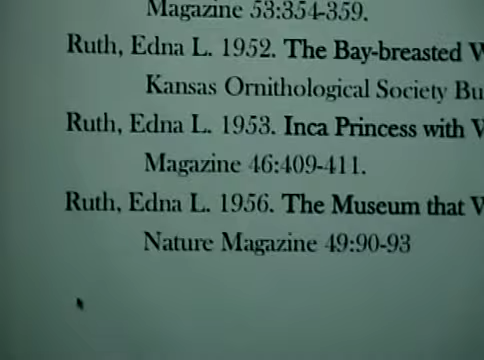 Magazine 53:354-359.
Ruth, Edna L. 1952. The Bay-breasted
Kansas Ornithological Society
Ruth, Edna L. 1953. Inca Princess with
Magazine 46:409-411.
Ruth, Edna L. 1956. The Museum that
Nature Magazine 49:90-93